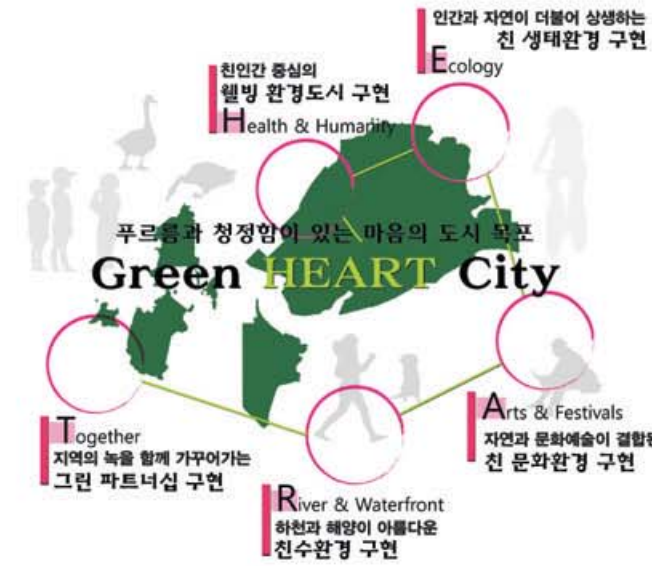 인간과 자연이 더불어 상생하는
친 생태환경 구현
Ecology
친인간 중심의
웰빙 환경도시 구현
Health & Humanity
푸르름과 청정함이 있는 마음의 도시 목포
Green HEART City
Arts & Festivals
자연과 문화예술이 결합된
친 문화환경 구현
Together
지역의 녹을 함께 가꾸어가는
그린 파트너십 구현
River & Waterfront
하천과 해양이 아름다운
친수환경 구현